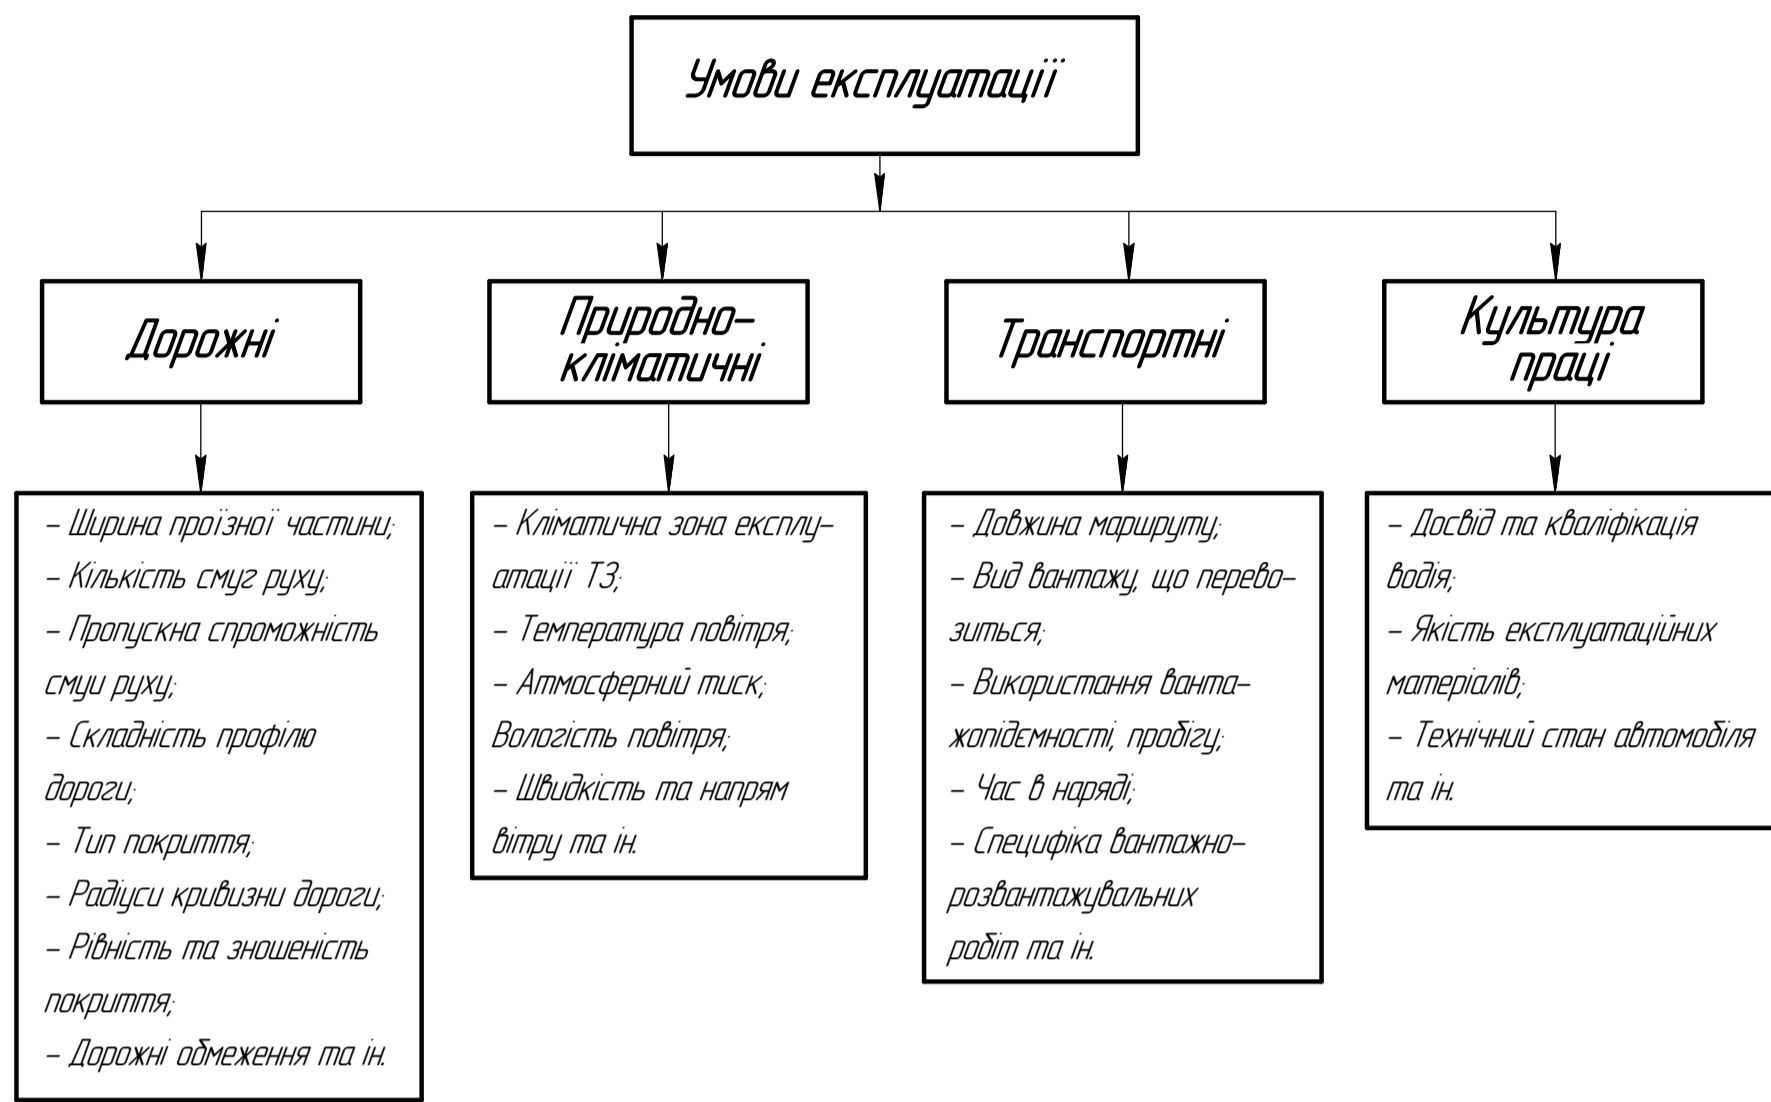 Умови експлуатації
Дорожні
Природно-
кліматичні
Транспортні
Культура
праці
- Ширина проїзної частини;
- Кількість смуг руху;
- Пропускна спроможність
смуи руху;
- Складність профілю
дороги;
- Тип покриття;
- Радіуси кривизни дороги;
- Рівність та зношеність
покриття;
- Дорожні обмеження та ін.
- Кліматична зона експлу-
атації ТЗ;
- Температура повітря;
- Атмосферний тиск;
Вологість повітря;
- Швидкість та напрям
вітру та ін.
- Довжина маршруту;
- Вид вантажу, що перево-
зиться;
- Використання ванта-
жопідємності, пробігу;
- Час в наряді;
- Специфіка вантажно-
розвантажувальних
робіт та ін.
- Досвід та кваліфікація
водія;
- Якість експлуатаційних
матеріалів;
- Технічний стан автомобіля
та ін.